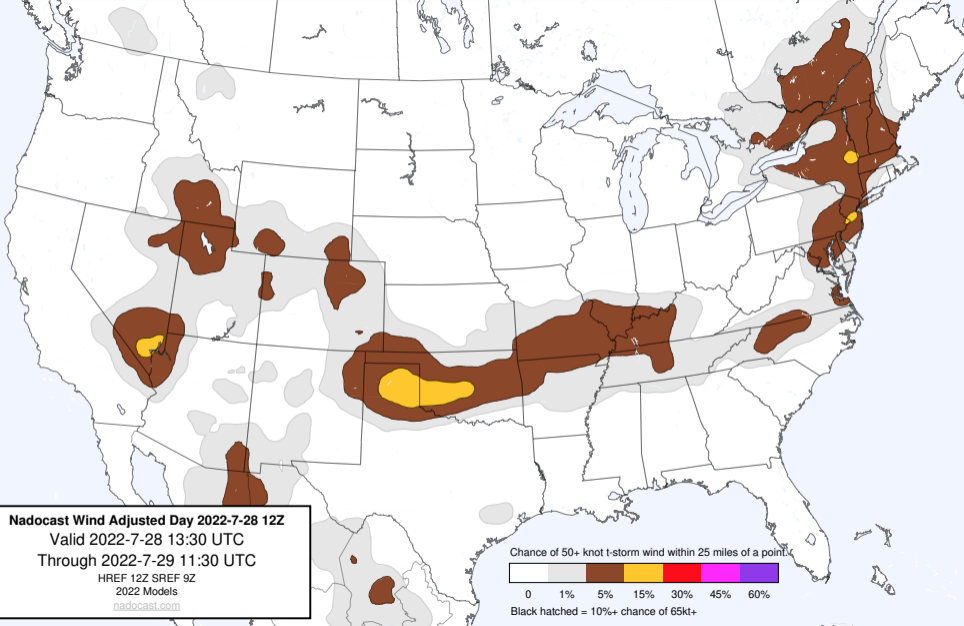 Nadocast Wind Adjusted Day 2022-7-28 12Z
Valid 2022-7-28 13:30 UTC
Through 2022-7-29 11:30 UTC
HREF 12Z SREF 9Z
2022 Models
nadocast.com
Chance of 50+ knot t-storm wind within 25 miles of a point.
0 1% 5% 15% 30% 45% 60%
Black hatched = 10%+ chance of 65kt+